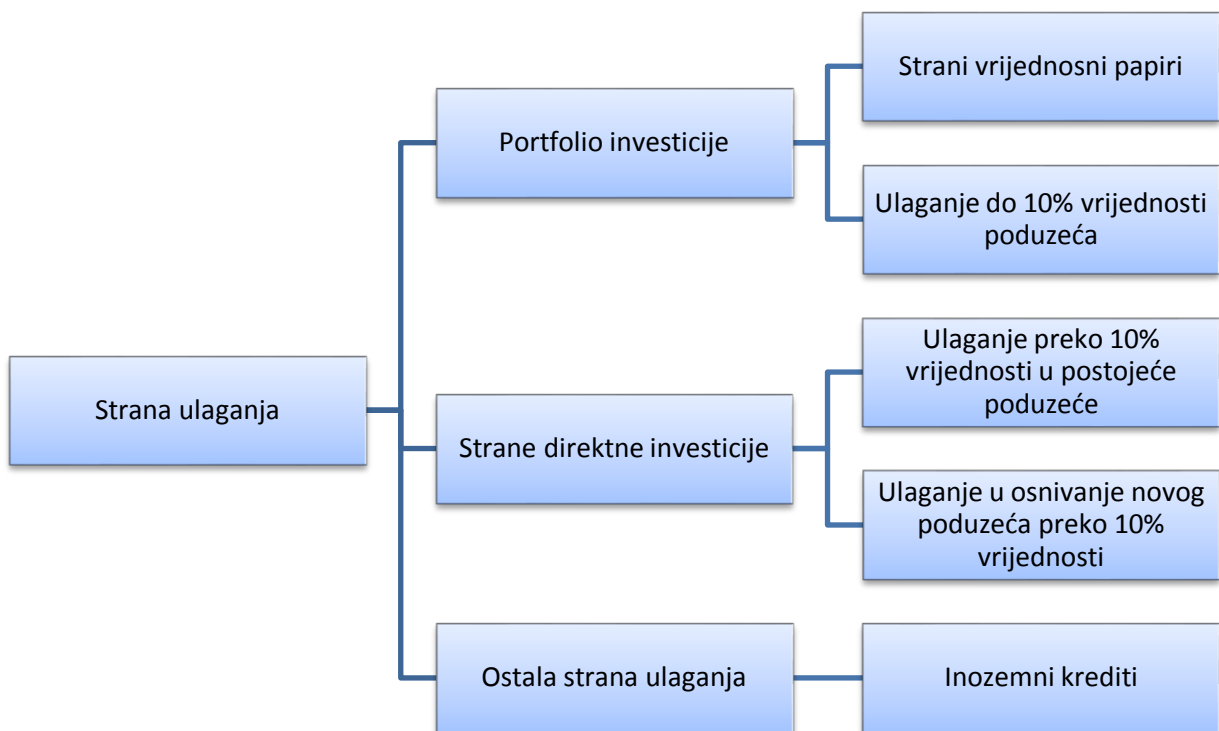 Strana ulaganja
Portfolio investicije
Strani vrijednosni papiri
Ulaganje do 10% vrijednosti
poduzeća
Strane direktne investicije
Ulaganje preko 10%
vrijednosti u postojeće
poduzeće
Ulaganje u osnivanje novog
poduzeća preko 10%
vrijednosti
Ostala strana ulaganja
Inozemni krediti